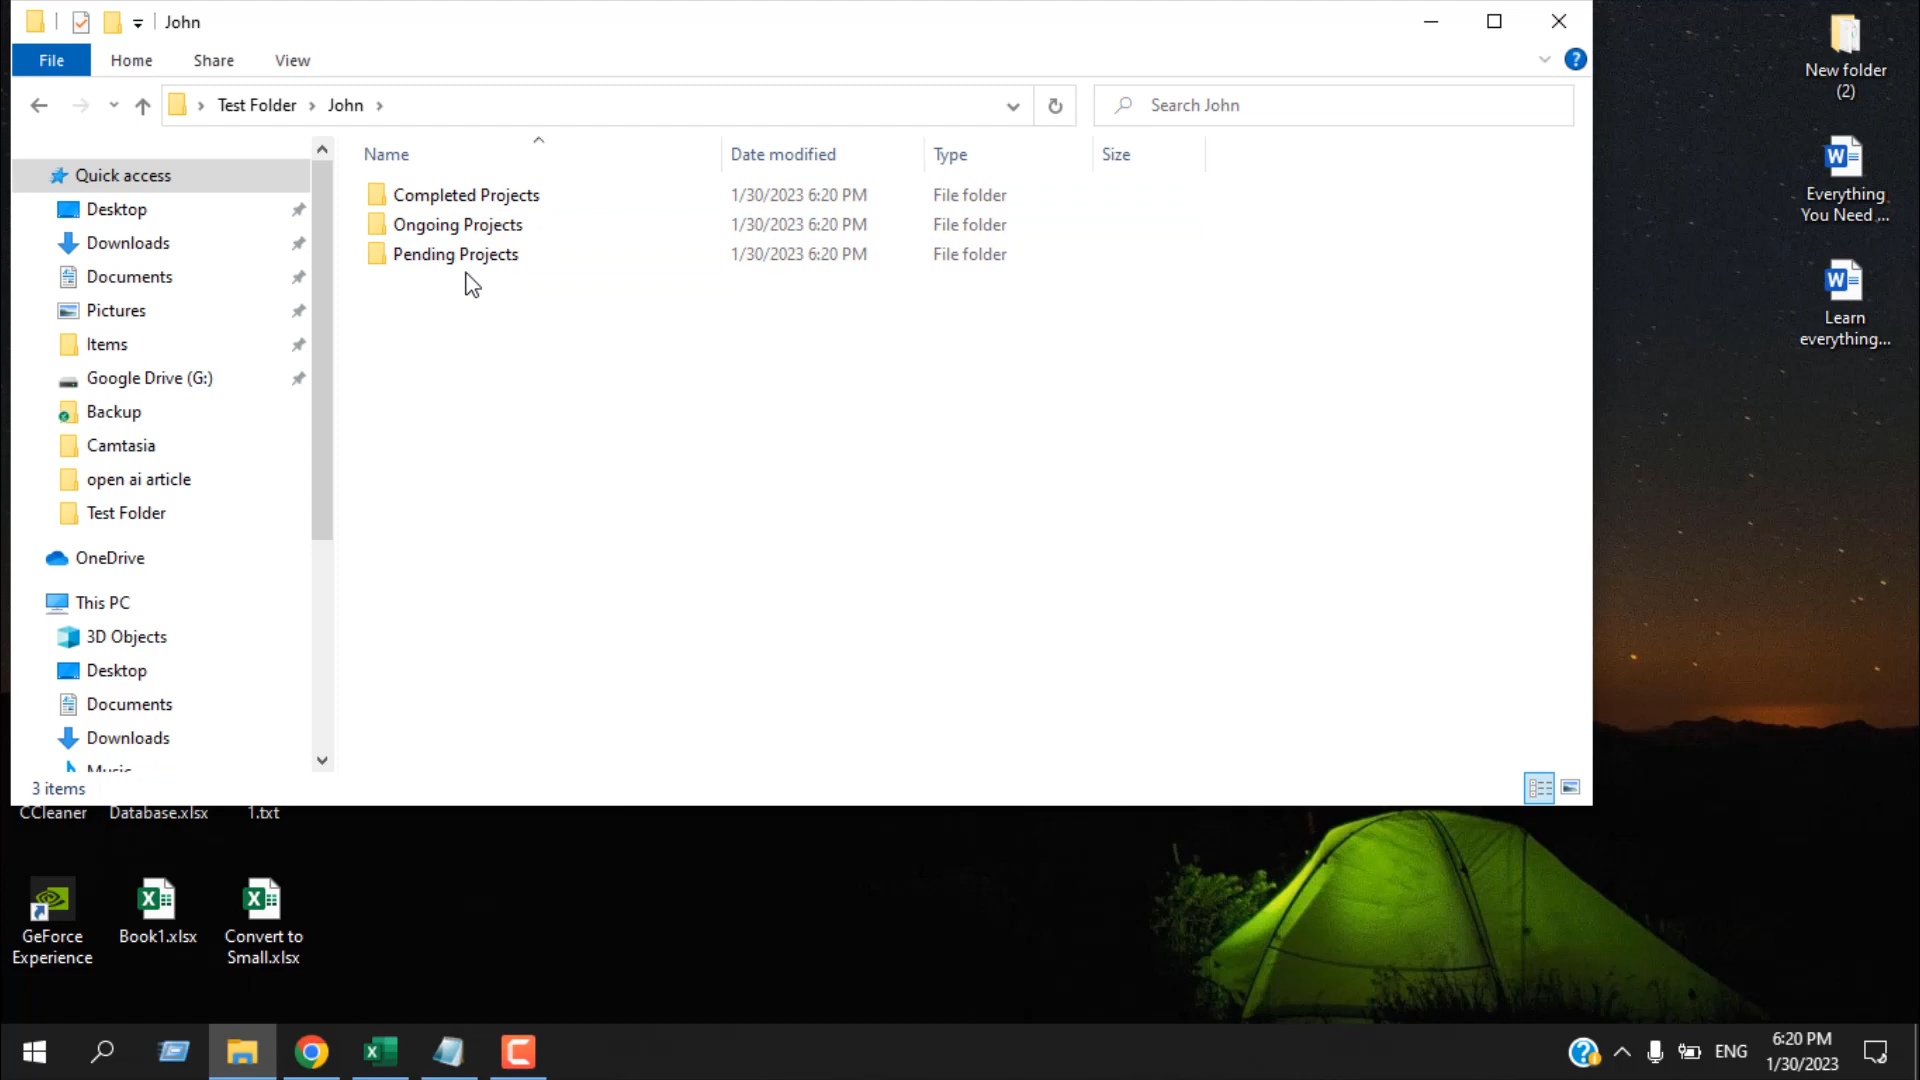 John
File Home Share View
Test Folder John
Search John
Name Date modified Type Size
Completed Projects 1/30/2023 6:20 PM File folder
Ongoing Projects 1/30/2023 6:20 PM File folder
Pending Projects 1/30/2023 6:20 PM File folder
Quick access
Desktop
Downloads
Documents
Pictures
Items
Google Drive (G:)
Backup
Camtasia
open ai article
Test Folder
OneDrive
This PC
3D Objects
Desktop
Documents
Downloads
Music
3 items
New folder
(2)
Everything
You Need ...
Learn
everything...
CCleaner
Database.xlsx
1.txt
GeForce
Experience
Book1.xlsx
Convert to
Small.xlsx
ENG
6:20 PM
1/30/2023